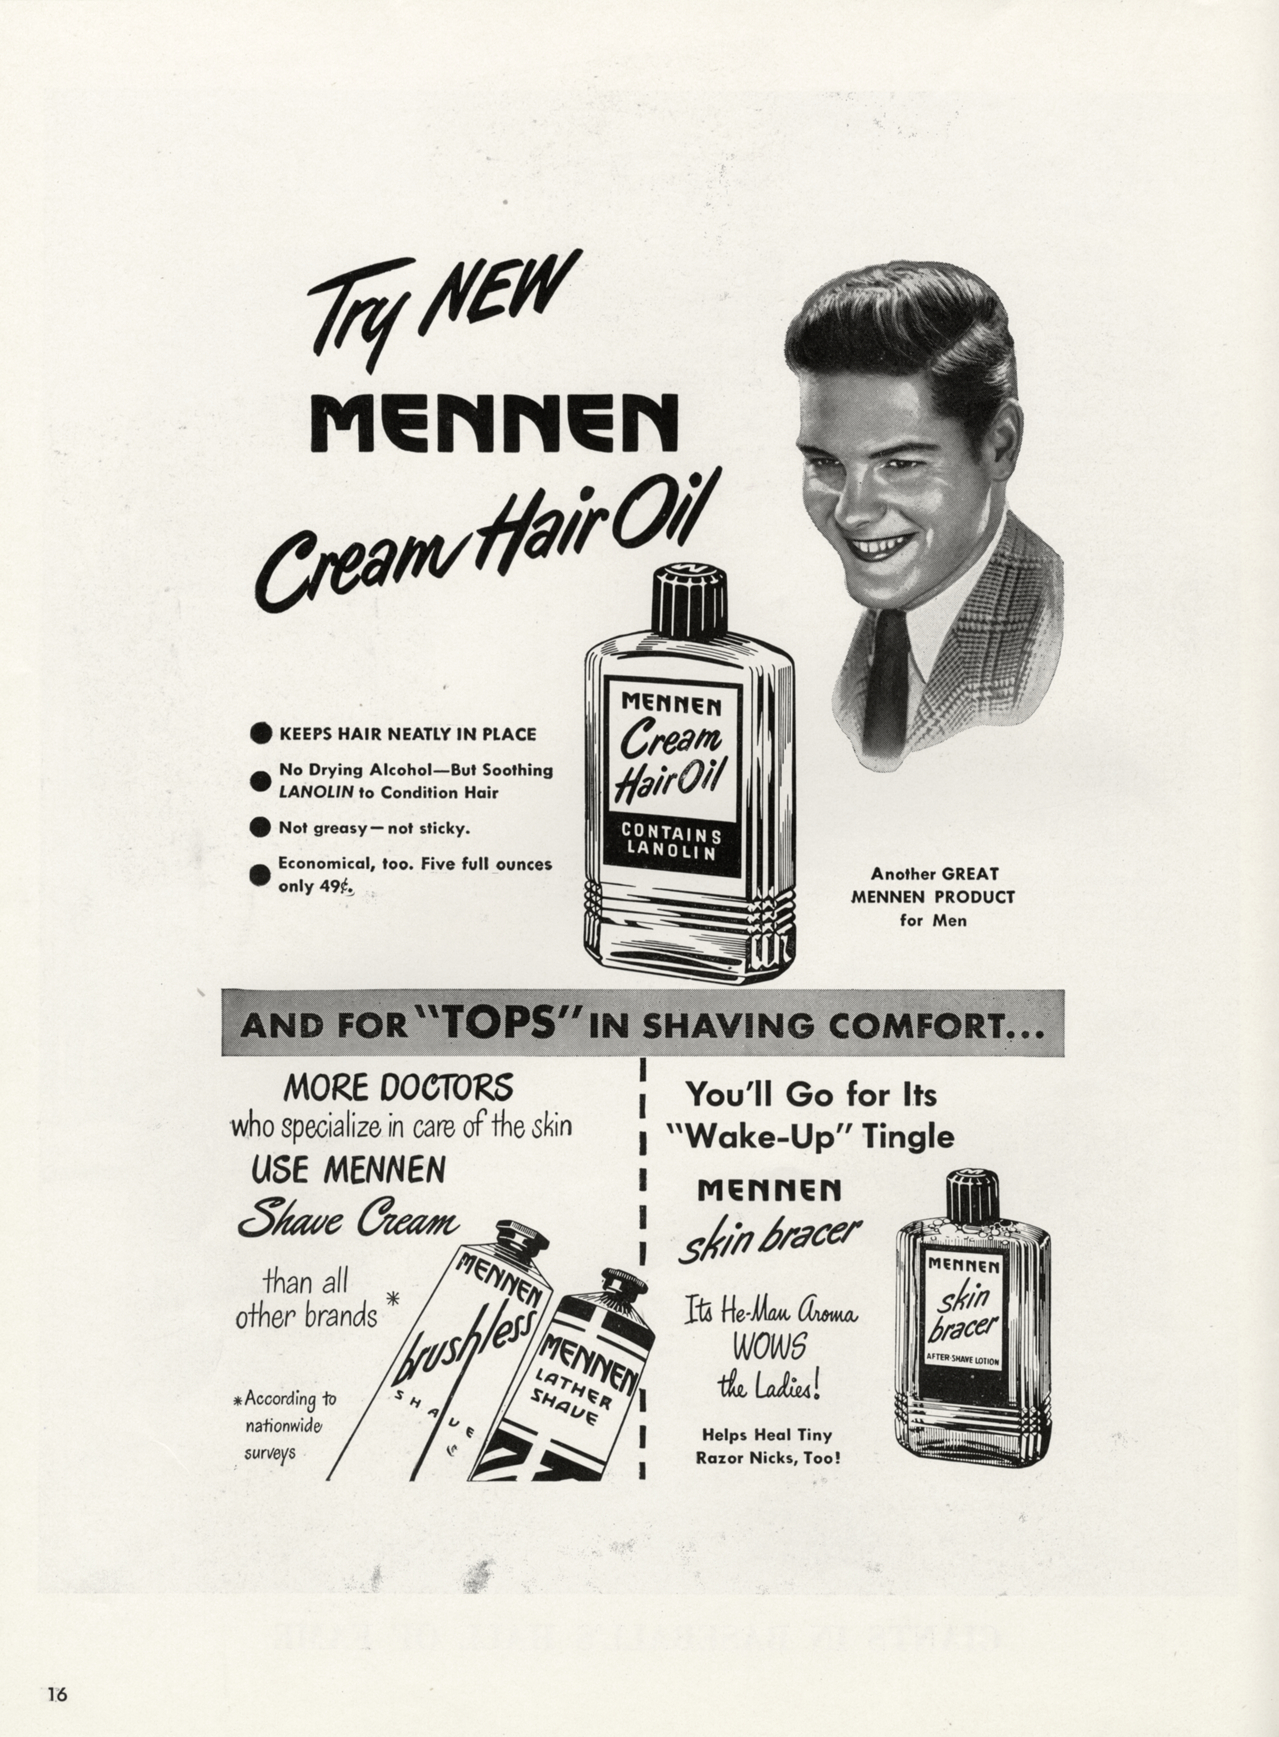 Try NEW
MENNEN
Cream Hair Oil
KEEPS HAIR NEATLY IN PLACE
No Drying Alcohol—But Soothing
LANOLIN to Condition Hair
Not greasy—not sticky.
Economical, too. Five full ounces
only 49¢.
MENNEN
Cream
Hair Oil
CONTAINS
LANOLIN
Another GREAT
MENNEN PRODUCT
for Men
AND FOR "TOPS" IN SHAVING COMFORT...
MORE DOCTORS
who specialize in care of the skin
USE MENNEN
Shave Cream
than all
other brands *
*According to
nationwide
surveys
MENNEN
brushless
SHAVE
MENNEN
LATHER
SHAVE
You'll Go for Its
"Wake-Up" Tingle
MENNEN
skin bracer
Its He-Man Aroma
WOWS
the Ladies!
Helps Heal Tiny
Razor Nicks, Too!
MENNEN
skin
bracer
AFTER-SHAVE LOTION
16